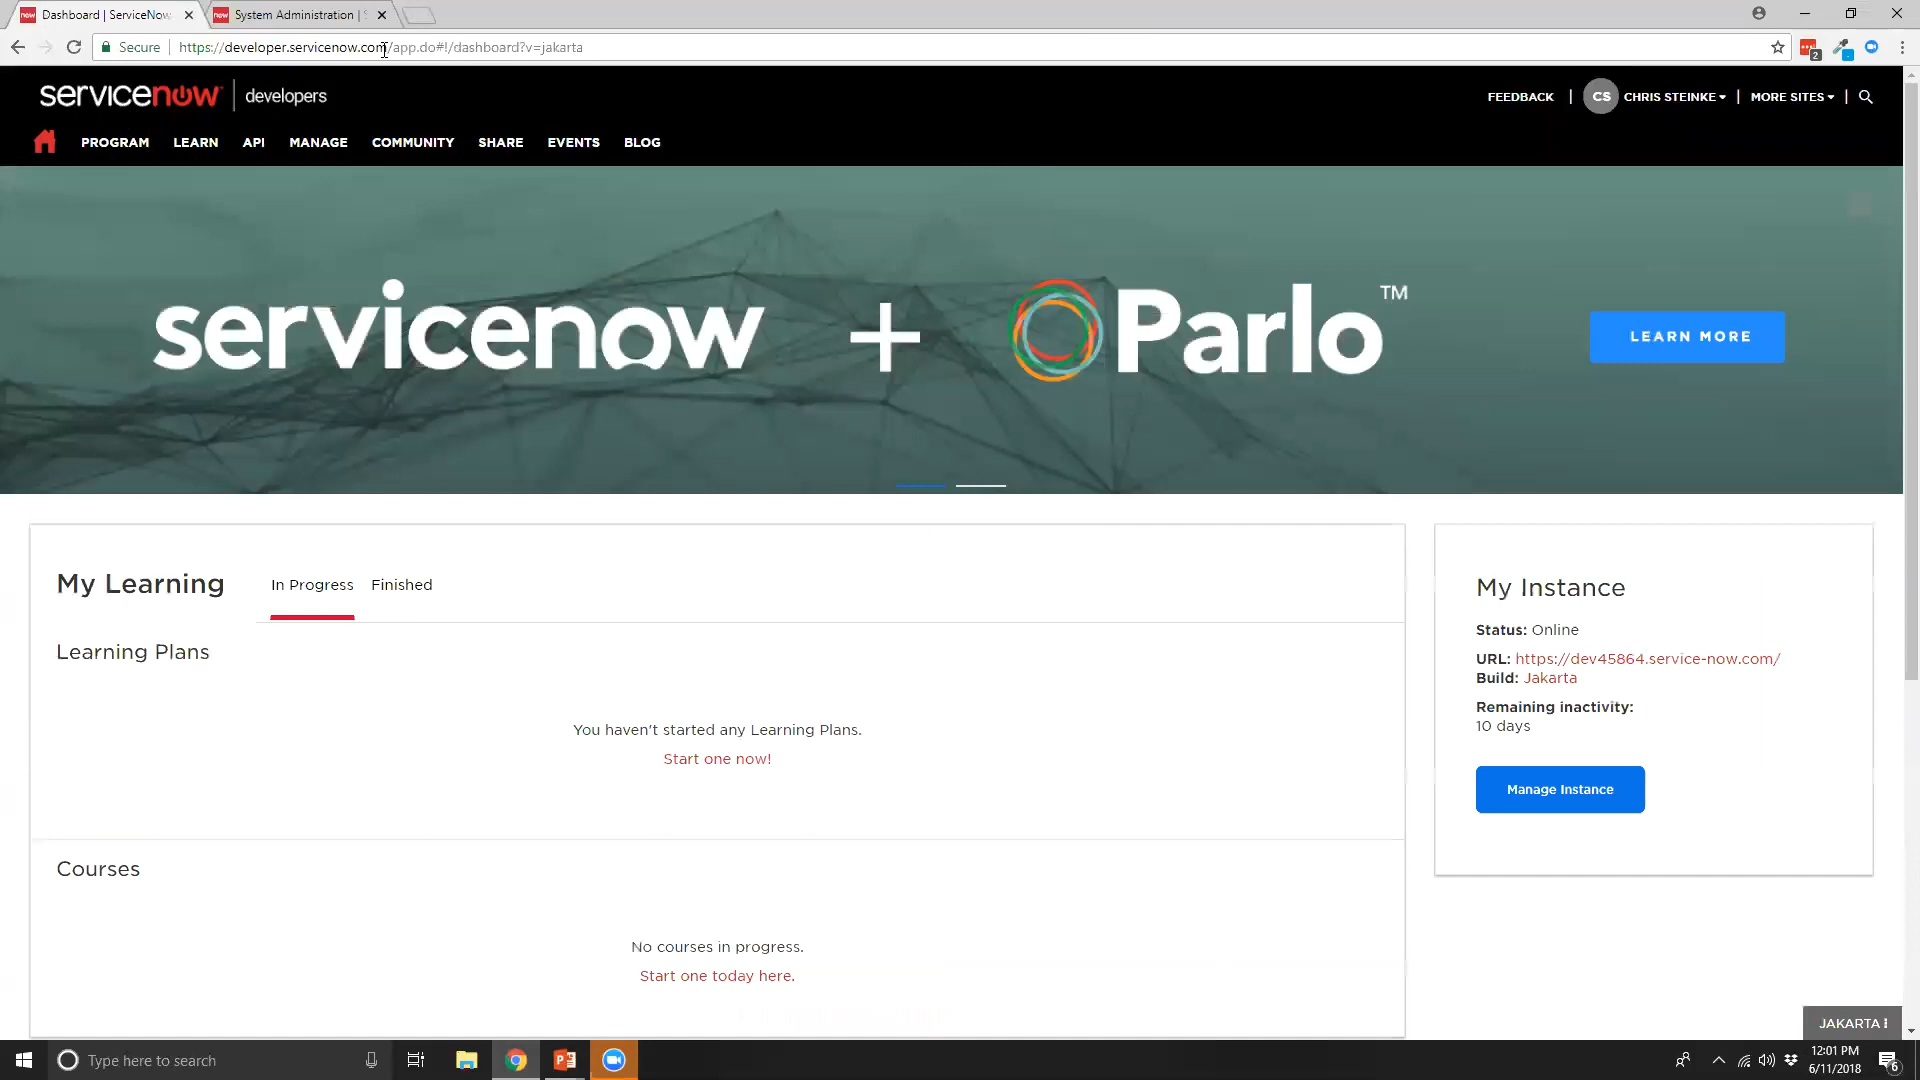 now Dashboard | ServiceNow
now System Administration | S
Secure https://developer.servicenow.com/app.do#!/dashboard?v=jakarta
2
servicenow developers
FEEDBACK | CS CHRIS STEINKE | MORE SITES |
PROGRAM LEARN API MANAGE COMMUNITY SHARE EVENTS BLOG
servicenow + Parlo TM
LEARN MORE
My Learning In Progress Finished
Learning Plans
You haven't started any Learning Plans.
Start one now!
Courses
No courses in progress.
Start one today here.
My Instance
Status: Online
URL: https://dev45864.service-now.com/
Build: Jakarta
Remaining inactivity:
10 days
Manage Instance
JAKARTA
Type here to search
12:01 PM
6/11/2018
6